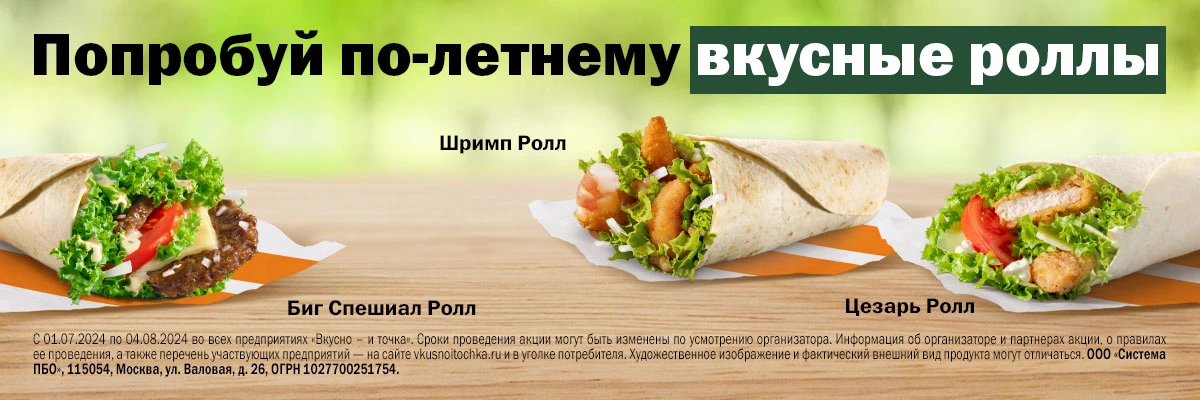 Попробуй по-летнему вкусные роллы
Шримп Ролл
Биг Спешиал Ролл
Цезарь Ролл
С 01.07.2024 по 04.08.2024 во всех предприятиях «Вкусно – и точка». Сроки проведения акции могут быть изменены по усмотрению организатора. Информация об организаторе и партнерах акции, о правилах
ее проведения, а также перечень участвующих предприятий — на сайте vkusnoitochka.ru и в уголке потребителя. Художественное изображение и фактический внешний вид продукта могут отличаться. ООО «Система
ПБО», 115054, Москва, ул. Валовая, д. 26, ОГРН 1027700251754.